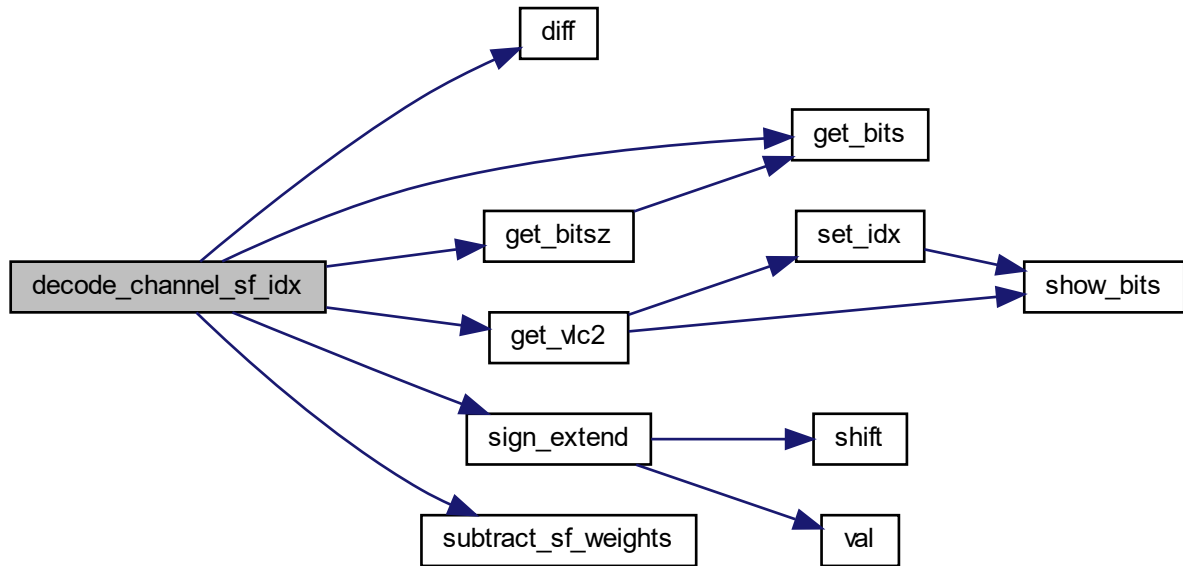 diff
get_bits
get_bitsz
set_idx
decode_channel_sf_idx
show_bits
get_vlc2
sign_extend
shift
subtract_sf_weights
val